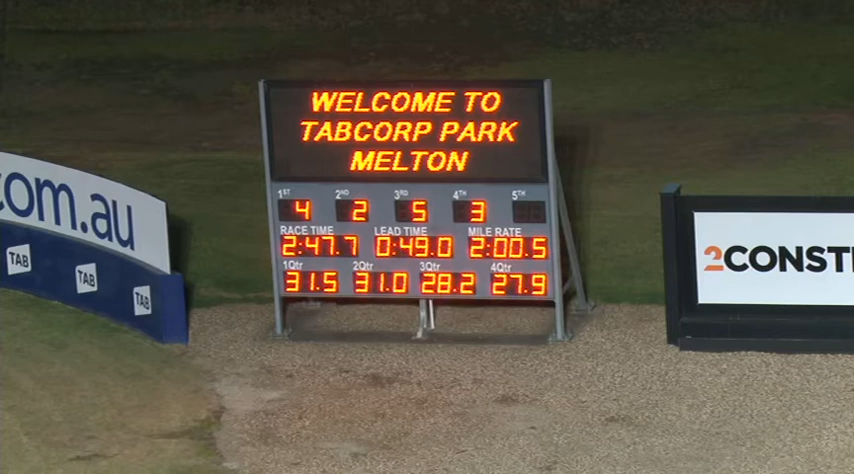 WELCOME TO
TABCORP PARK
MELTON
1ST 2ND 3RD 4TH 5TH
4 2 5 3
RACE TIME LEAD TIME MILE RATE
2:47.7 0:49.0 2:00.5
1Qtr 2Qtr 3Qtr 4Qtr
31.5 31.0 28.2 27.9
com.au
TAB
TAB
TAB
2CONST